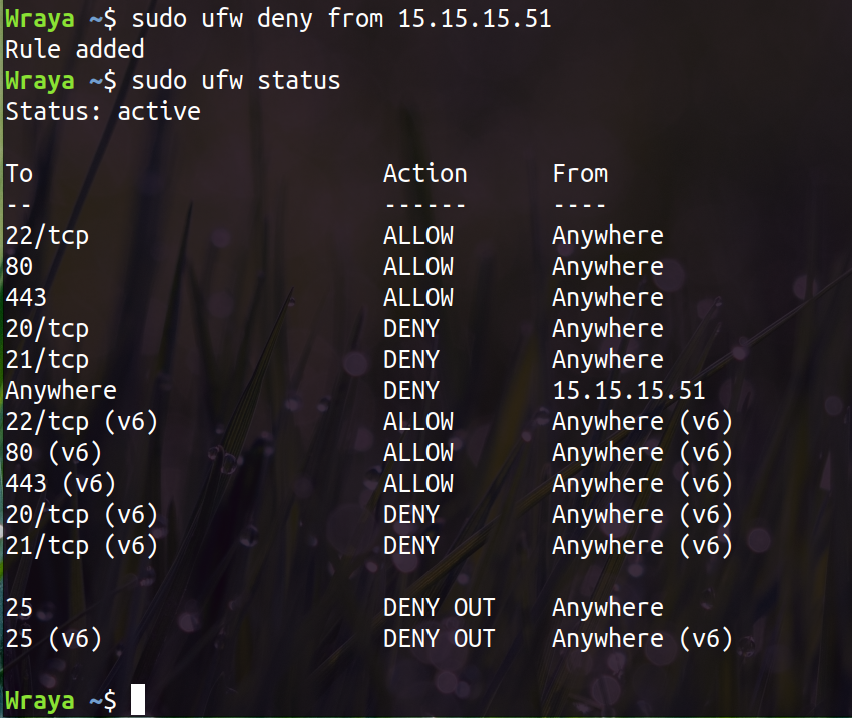 Wraya ~$ sudo ufw deny from 15.15.15.51
Rule added
Wraya ~$ sudo ufw status
Status: active
To Action From
-- ------ ----
22/tcp ALLOW Anywhere
80 ALLOW Anywhere
443 ALLOW Anywhere
20/tcp DENY Anywhere
21/tcp DENY Anywhere
Anywhere DENY 15.15.15.51
22/tcp (v6) ALLOW Anywhere (v6)
80 (v6) ALLOW Anywhere (v6)
443 (v6) ALLOW Anywhere (v6)
20/tcp (v6) DENY Anywhere (v6)
21/tcp (v6) DENY Anywhere (v6)
25 DENY OUT Anywhere
25 (v6) DENY OUT Anywhere (v6)
Wraya ~$